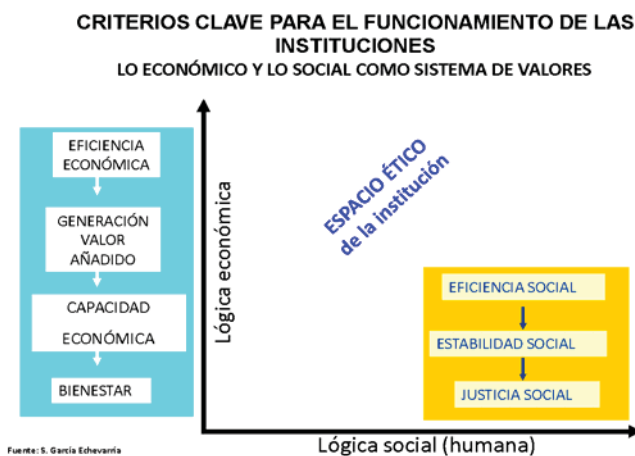 CRITERIOS CLAVE PARA EL FUNCIONAMIENTO DE LAS
INSTITUCIONES
LO ECONÓMICO Y LO SOCIAL COMO SISTEMA DE VALORES
EFICIENCIA
ECONÓMICA
GENERACIÓN
VALOR
AÑADIDO
CAPACIDAD
ECONÓMICA
BIENESTAR
Lógica económica
ESPACIO ÉTICO
de la institución
EFICIENCIA SOCIAL
ESTABILIDAD SOCIAL
JUSTICIA SOCIAL
Lógica social (humana)
Fuente: S. García Echevarría